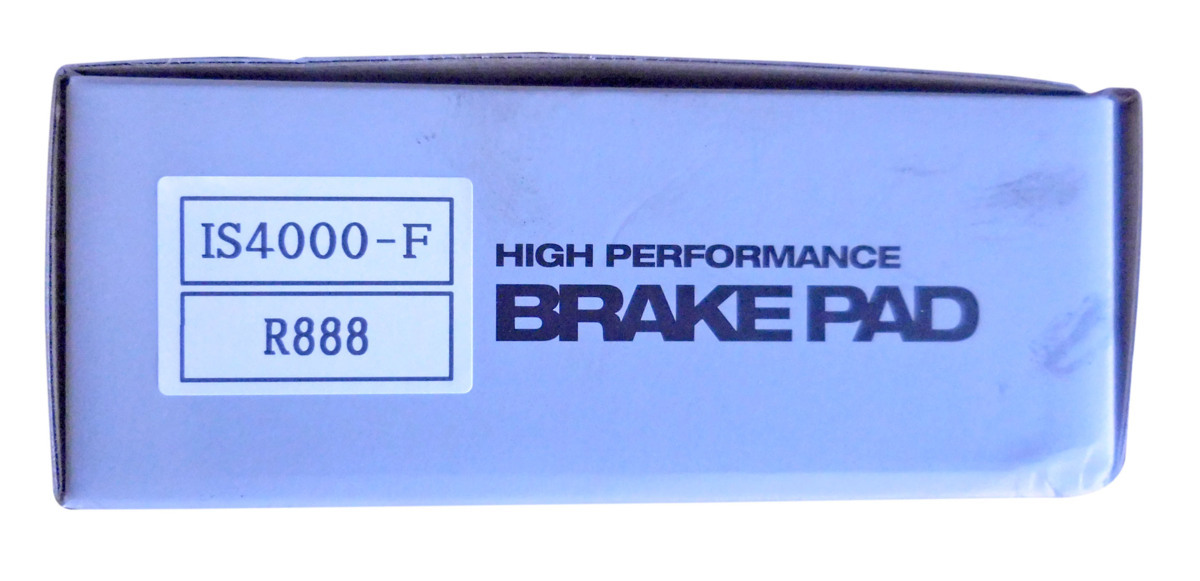 IS4000-F
R888
HIGH PERFORMANCE
BRAKE PAD